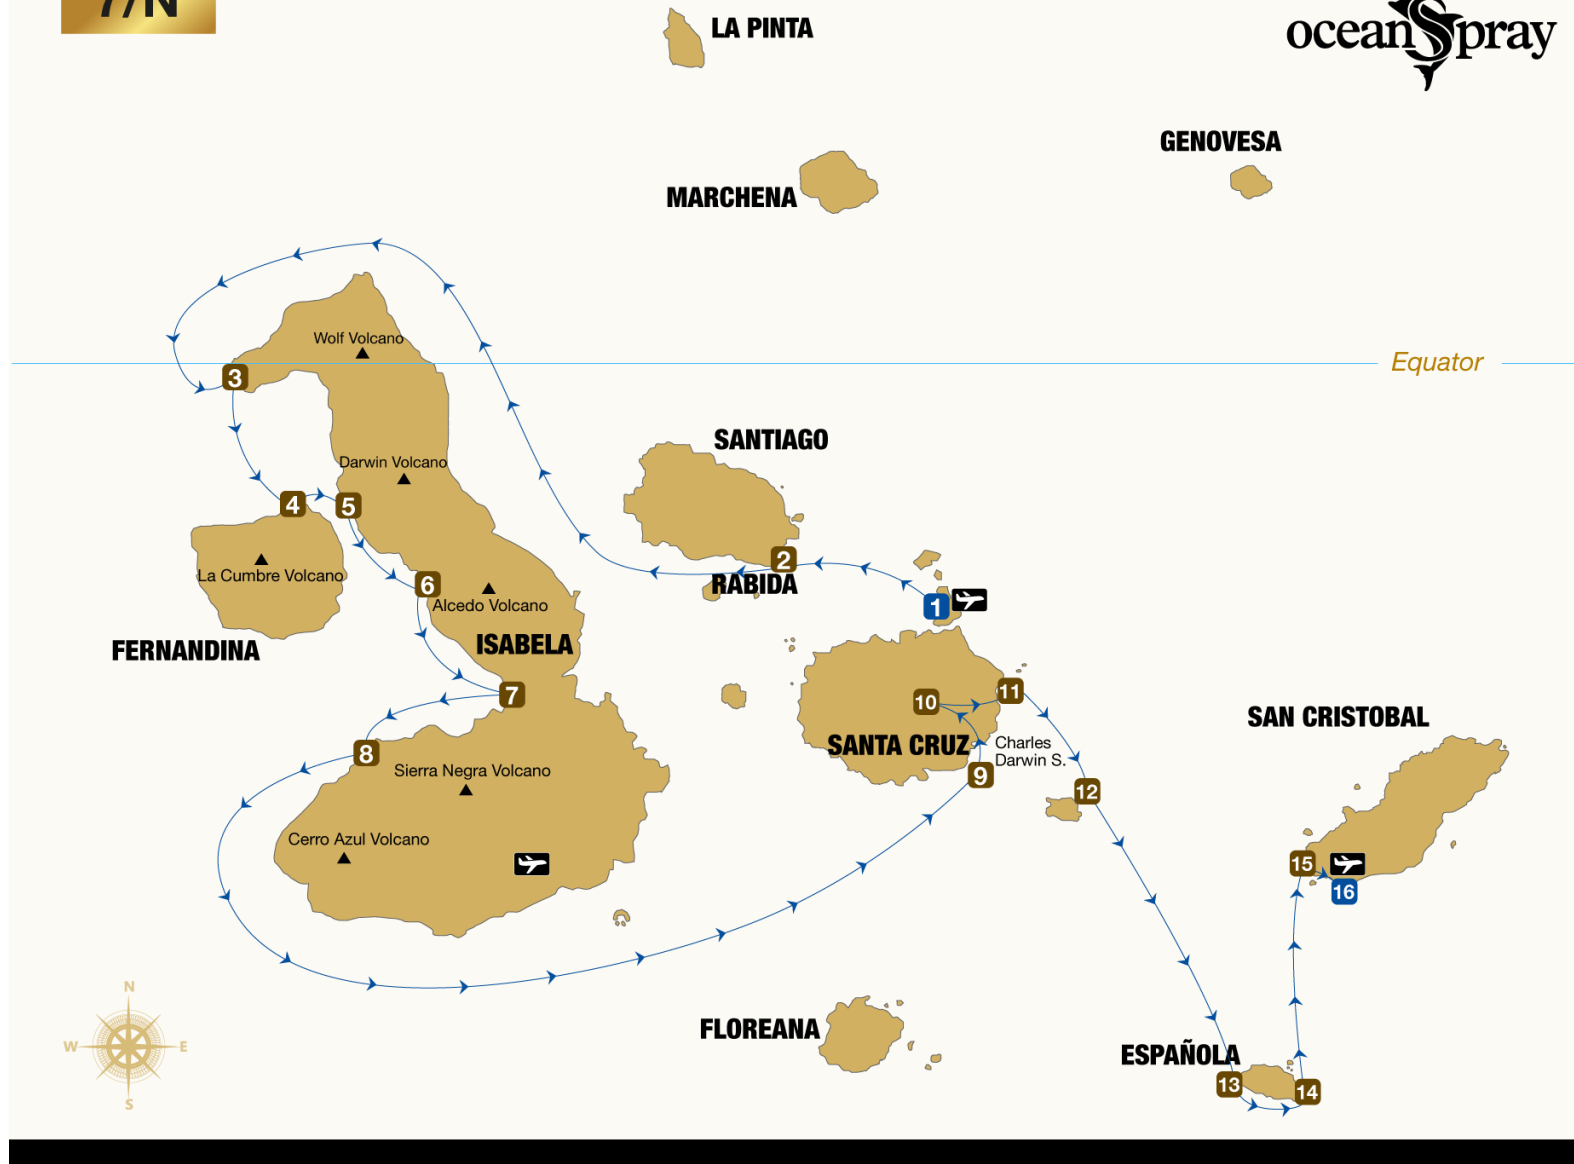 7/N
LA PINTA
oceanSpray
GENOVESA
MARCHENA
Wolf Volcano
Equator
3
SANTIAGO
Darwin Volcano
4
5
2
La Cumbre Volcano
6
RABIDA
Alcedo Volcano
1
FERNANDINA
ISABELA
7
10
11
SAN CRISTOBAL
8
SANTA CRUZ
Charles
Darwin S.
Sierra Negra Volcano
9
12
Cerro Azul Volcano
15
16
N
W
E
S
FLOREANA
ESPAÑOLA
13
14